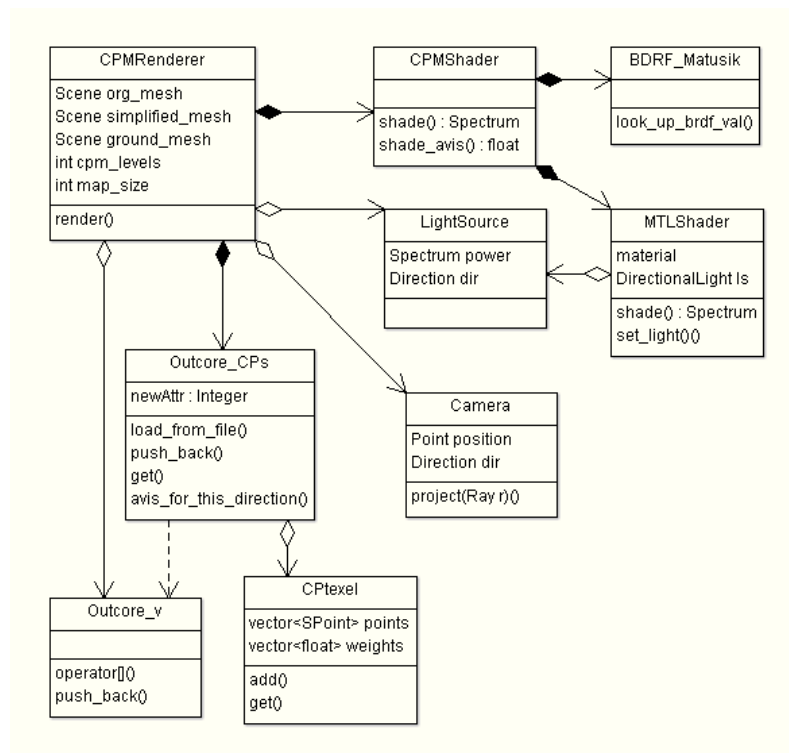 CPMRenderer
Scene org_mesh
Scene simplified_mesh
Scene ground_mesh
int cpm_levels
int map_size
render()
CPMShader
shade() : Spectrum
shade_avis() : float
BDRF_Matusik
look_up_brdf_val()
LightSource
Spectrum power
Direction dir
MTLShader
material
DirectionalLight ls
shade() : Spectrum
set_light()()
Outcore_CPs
newAttr : Integer
load_from_file()
push_back()
get()
avis_for_this_direction()
Camera
Point position
Direction dir
project(Ray r)()
Outcore_v
operator[]()
push_back()
CPtexel
vector<SPoint> points
vector<float> weights
add()
get()